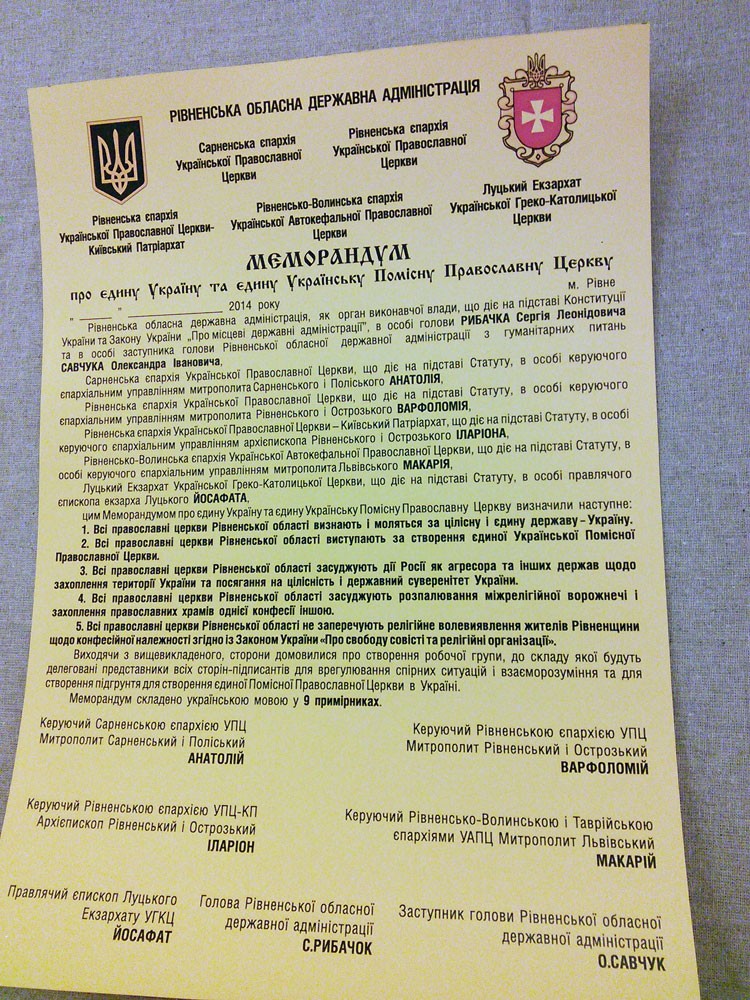 РІВНЕНСЬКА ОБЛАСНА ДЕРЖАВНА АДМІНІСТРАЦІЯ
Сарненська єпархія
Української Православної
Церкви
Рівненська єпархія
Української Православної
Церкви
Рівненська єпархія
Української Православної Церкви-
Київський Патріархат
Рівненсько-Волинська єпархія
Української Автокефальної Православної
Церкви
Луцький Екзархат
Української Греко-Католицької
Церкви
МЕМОРАНДУМ
про єдину Україну та єдину Українську Помісну Православну Церкву
"_____" ______________ 2014 року
м. Рівне
Рівненська обласна державна адміністрація, як орган виконавчої влади, що діє на підставі Конституції
України та Закону України „Про місцеві державні адміністрації", в особі голови РИБАЧКА Сергія Леонідовича
та в особі заступника голови Рівненської обласної державної адміністрації з гуманітарних питань
САВЧУКА Олександра Івановича,
Сарненська єпархія Української Православної Церкви, що діє на підставі Статуту, в особі керуючого
єпархіальним управлінням митрополита Сарненського і Поліського АНАТОЛІЯ,
Рівненська єпархія Української Православної Церкви, що діє на підставі Статуту, в особі керуючого
єпархіальним управлінням митрополита Рівненського і Острозького ВАРФОЛОМІЯ,
Рівненська єпархія Української Православної Церкви – Київський Патріархат, що діє на підставі Статуту, в особі
керуючого єпархіальним управлінням архієпископа Рівненського і Острозького ІЛАРІОНА,
Рівненсько-Волинська єпархія Української Автокефальної Православної Церкви, що діє на підставі Статуту, в
особі керуючого єпархіальним управлінням митрополита Львівського МАКАРІЯ,
Луцький Екзархат Української Греко-Католицької Церкви, що діє на підставі Статуту, в особі правлячого
єпископа екзарха Луцького ЙОСАФАТА,
цим Меморандумом про єдину Україну та єдину Українську Помісну Православну Церкву визначили наступне:
1. Всі православні церкви Рівненської області визнають і моляться за цілісну і єдину державу – Україну.
2. Всі православні церкви Рівненської області виступають за створення єдиної Української Помісної
Православної Церкви.
3. Всі православні церкви Рівненської області засуджують дії Росії як агресора та інших держав щодо
захоплення території України та посягання на цілісність і державний суверенітет України.
4. Всі православні церкви Рівненської області засуджують розпалювання міжрелігійної ворожнечі і
захоплення православних храмів однієї конфесії іншою.
5. Всі православні церкви Рівненської області не заперечують релігійне волевиявлення жителів Рівненщини
щодо конфесійної належності згідно із Законом України «Про свободу совісті та релігійні організації».
Виходячи з вищевикладеного, сторони домовилися про створення робочої групи, до складу якої будуть
делеговані представники всіх сторін-підписантів для врегулювання спірних ситуацій і взаєморозуміння та для
створення підгрунтя для створення єдиної Помісної Православної Церкви в Україні.
Меморандум складено українською мовою у 9 примірниках.
Керуючий Сарненською єпархією УПЦ
Митрополит Сарненський і Поліський
АНАТОЛІЙ
Керуючий Рівненською єпархією УПЦ
Митрополит Рівненський і Острозький
ВАРФОЛОМІЙ
Керуючий Рівненською єпархією УПЦ-КП
Архієпископ Рівненський і Острозький
ІЛАРІОН
Керуючий Рівненсько-Волинською і Таврійською
єпархіями УАПЦ Митрополит Львівський
МАКАРІЙ
Правлячий єпископ Луцького
Екзархату УГКЦ
ЙОСАФАТ
Голова Рівненської обласної
державної адміністрації
С.РИБАЧОК
Заступник голови Рівненської обласної
державної адміністрації
О.САВЧУК